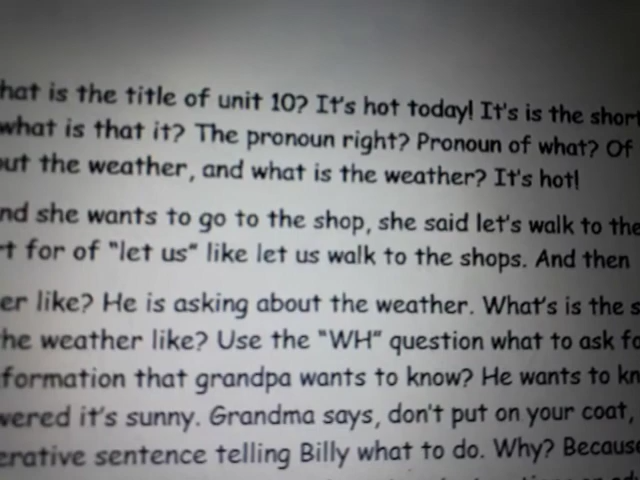 hat is the title of unit 10? It's hot today! It's is the short
what is that it? The pronoun right? Pronoun of what? Of
out the weather, and what is the weather? It's hot!
nd she wants to go to the shop, she said let's walk to the
rt for of "let us" like let us walk to the shops. And then
er like? He is asking about the weather. What's is the s
he weather like? Use the "WH" question what to ask fo
formation that grandpa wants to know? He wants to kn
wered it's sunny. Grandma says, don't put on your coat,
erative sentence telling Billy what to do. Why? Because